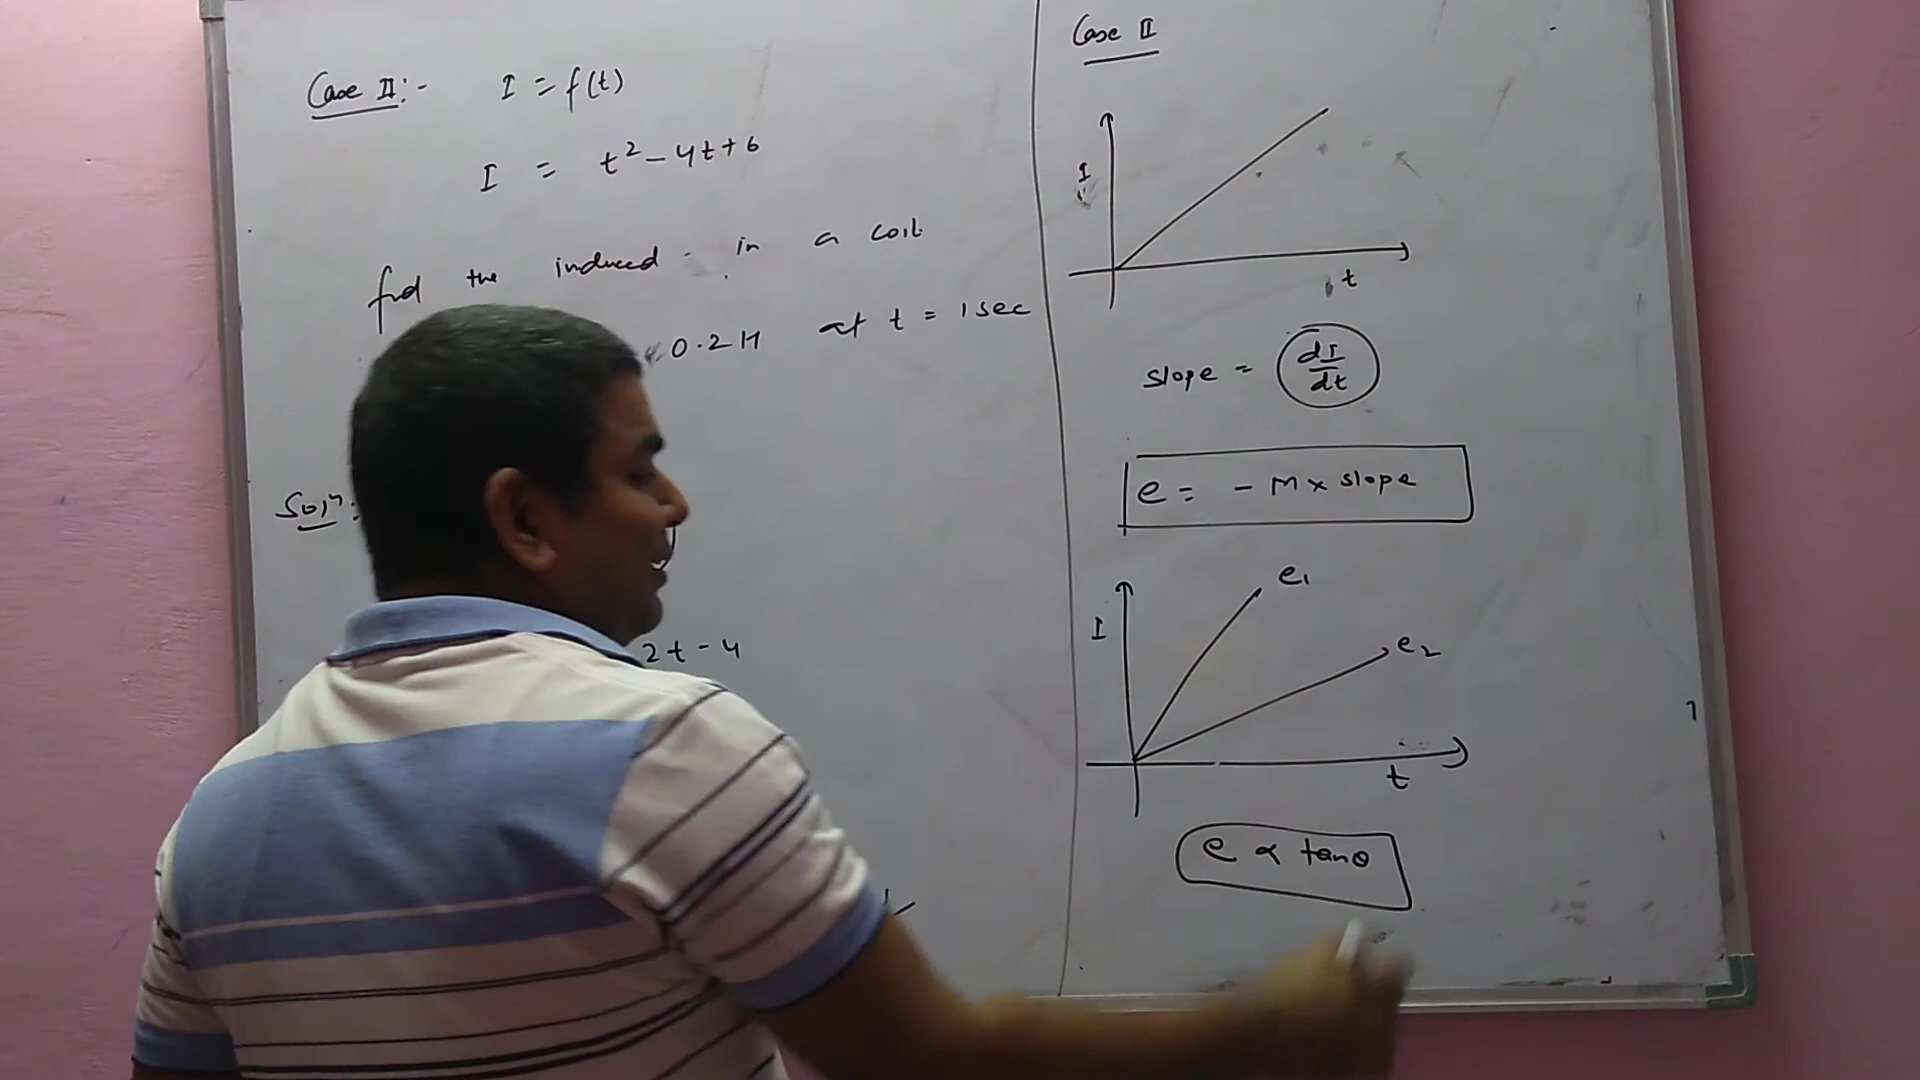 Case II:- I = f(t)
I = t² - 4t + 6
find the induced - in a coil
0.2 H at t = 1 sec
Solⁿ:
2t - 4
Case II
I
t
slope = dI/dt
e = - M x slope
e₁
I
e₂
t
e ∝ tanθ